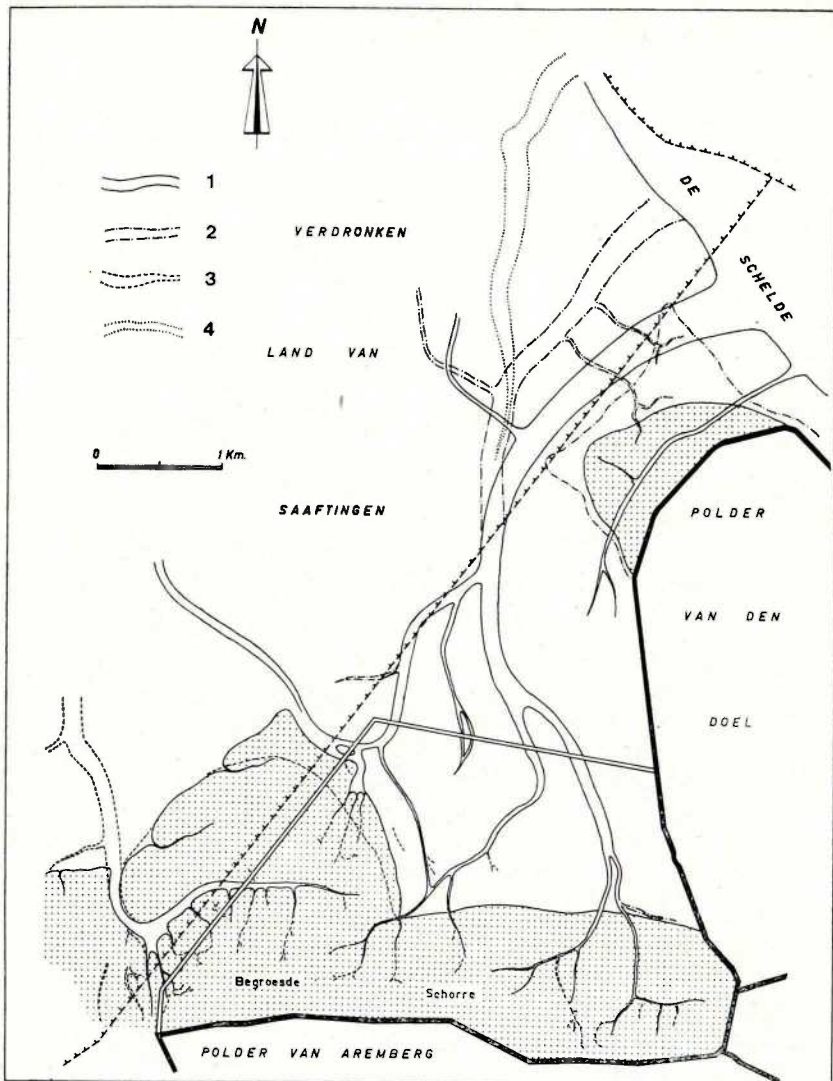 N
1
2
3
4
VERDRONKEN
LAND VAN
SAAFTINGEN
0 1 Km.
DE
SCHELDE
POLDER
VAN DEN
DOEL
Begroesde Schorre
POLDER VAN AREMBERG